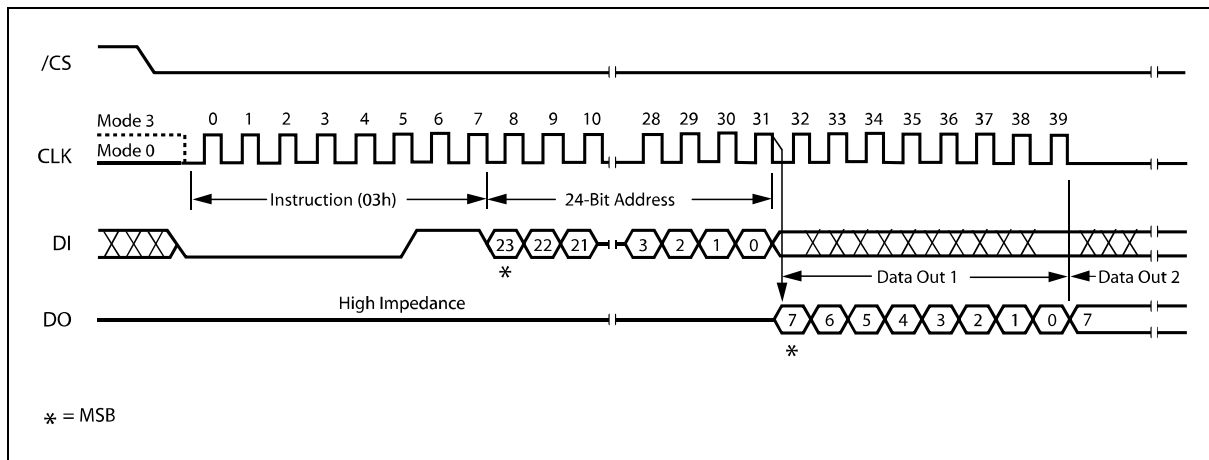 /CS
Mode 3
0 1 2 3 4 5 6 7 8 9 10 28 29 30 31 32 33 34 35 36 37 38 39
CLK
Mode 0
Instruction (03h)
24-Bit Address
DI
23 22 21 3 2 1 0
*
Data Out 1
Data Out 2
High Impedance
DO
7 6 5 4 3 2 1 0 7
*
* = MSB